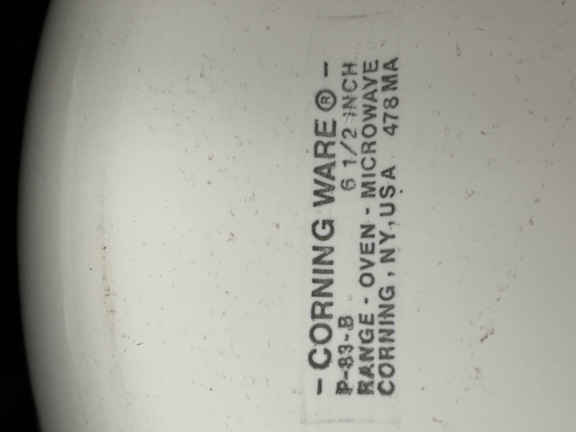 - CORNING WARE ® -
P-83-B 6 1/2 INCH
RANGE - OVEN - MICROWAVE
CORNING, NY, USA 478MA